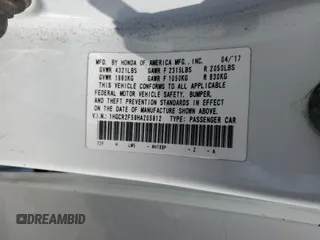 MFD. BY HONDA OF AMERICA MFG., INC. 04/17
GVWR 4321LBS GAWR F 2315LBS R 2050LBS
GVWR 1960KG GAWR F 1050KG R 930KG
THIS VEHICLE CONFORMS TO ALL APPLICABLE
FEDERAL MOTOR VEHICLE SAFETY, BUMPER,
AND THEFT PREVENTION STANDARDS IN EFFECT
ON THE DATE OF MANUFACTURE SHOWN ABOVE.
V.I.N.: 1HGCR2F59HA205812 TYPE: PASSENGER CAR
DREAMBID